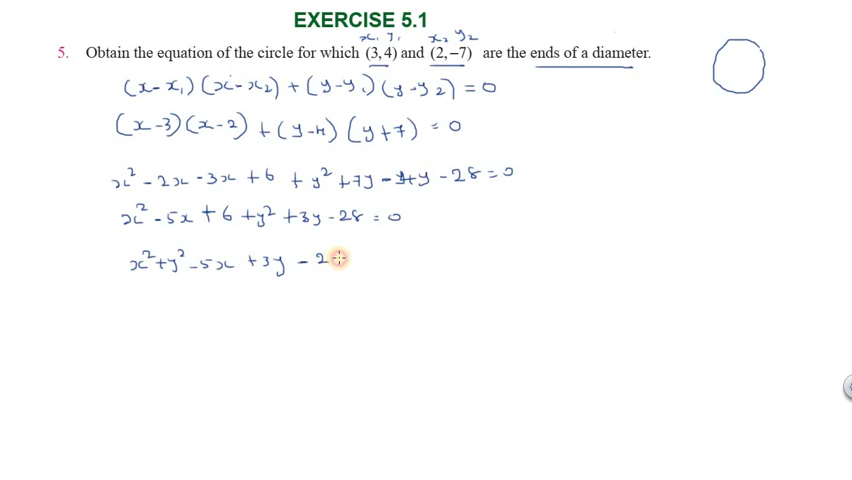 EXERCISE 5.1
x₁ y₁ x₂ y₂
5. Obtain the equation of the circle for which (3, 4) and (2, −7) are the ends of a diameter.
(x − x₁) (x − x₂) + (y − y₁) (y − y₂) = 0
(x − 3) (x − 2) + (y − 4) (y + 7) = 0
x² − 2x − 3x + 6 + y² + 7y − 4y − 28 = 0
x² − 5x + 6 + y² + 3y − 28 = 0
x² + y² − 5x + 3y − 2